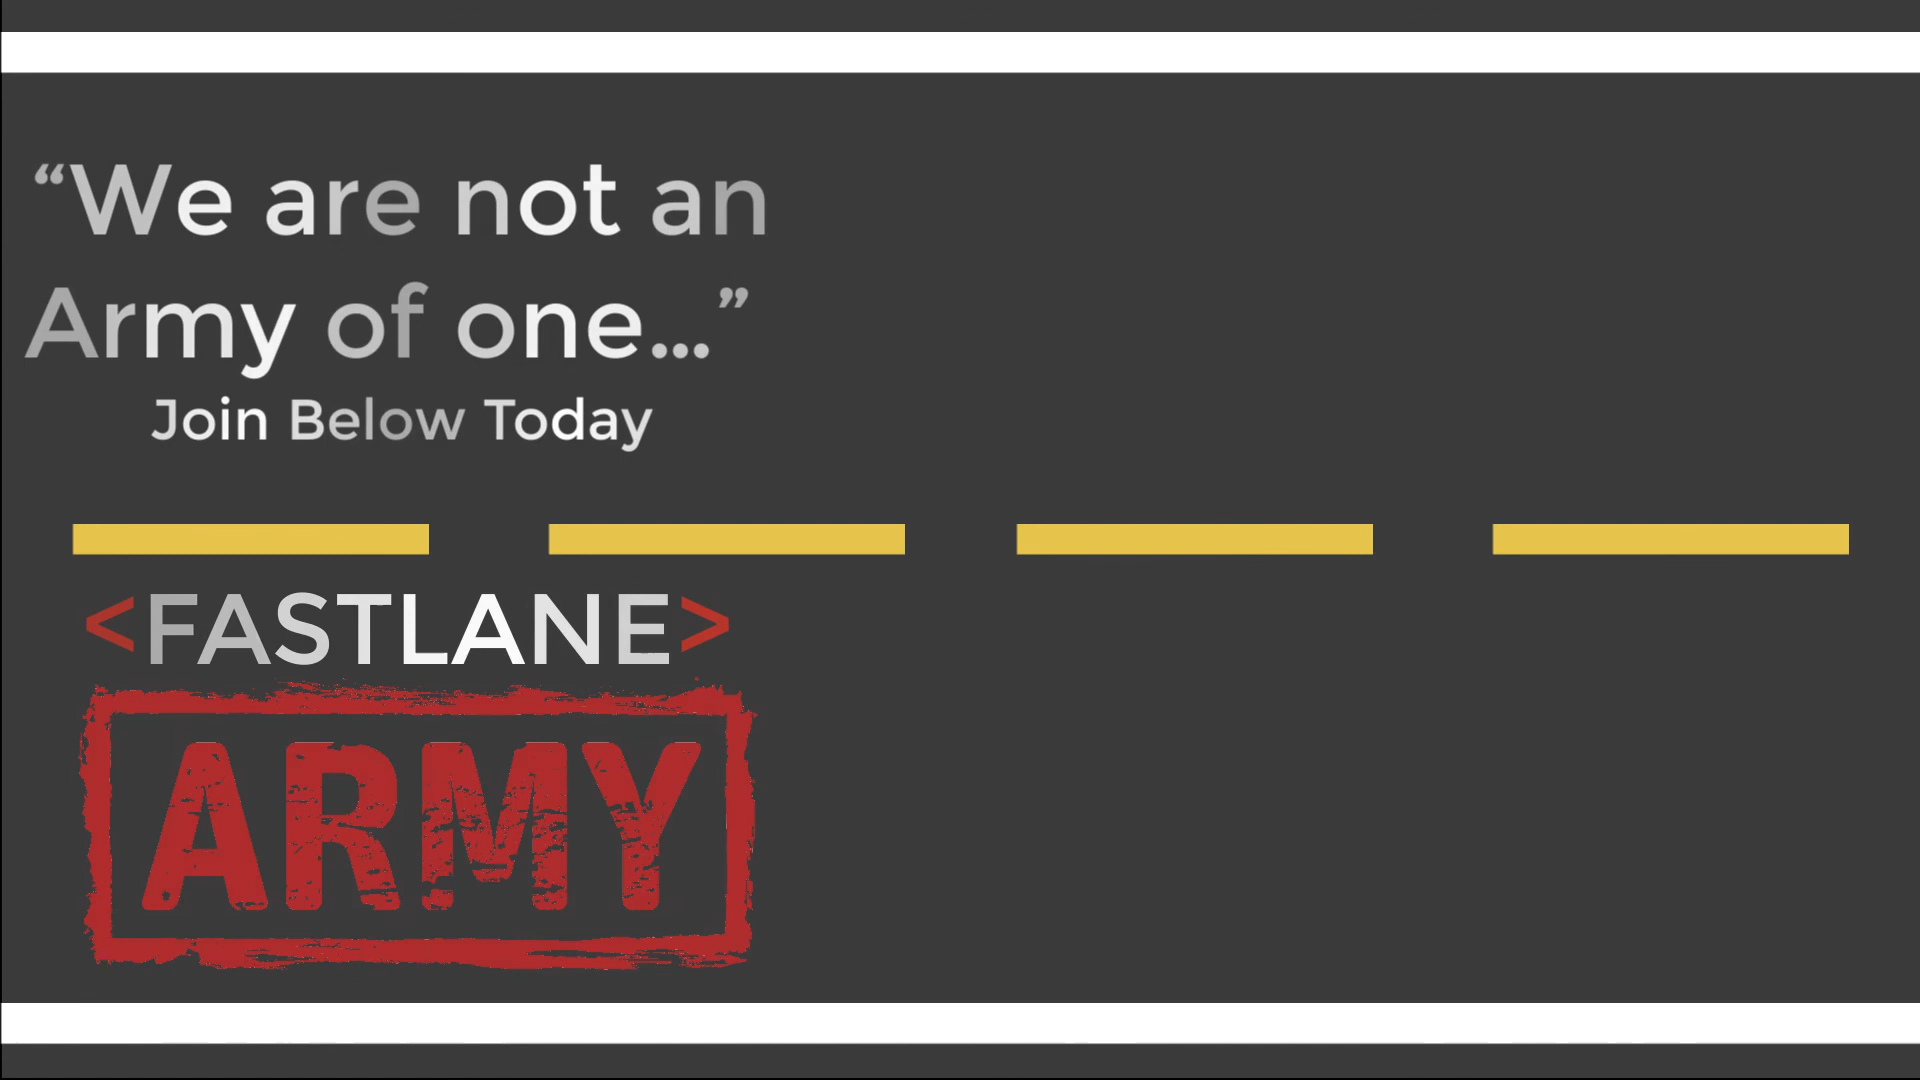 “We are not an
Army of one...”
Join Below Today
<FASTLANE>
ARMY